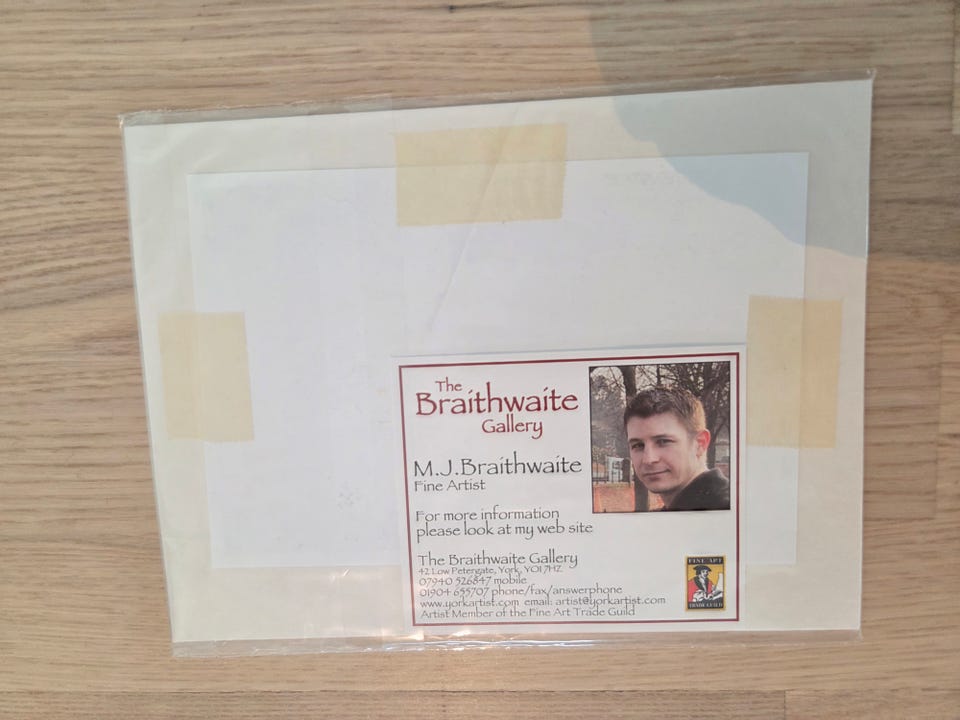 The
Braithwaite
Gallery
M.J.Braithwaite
Fine Artist
For more information
please look at my web site
The Braithwaite Gallery
42 Low Petergate, York, YO1 7HZ
07940 526847 mobile
01904 655707 phone/fax/answerphone
www.yorkartist.com email: artist@yorkartist.com
Artist Member of the Fine Art Trade Guild
FINE ART
TRADE GUILD